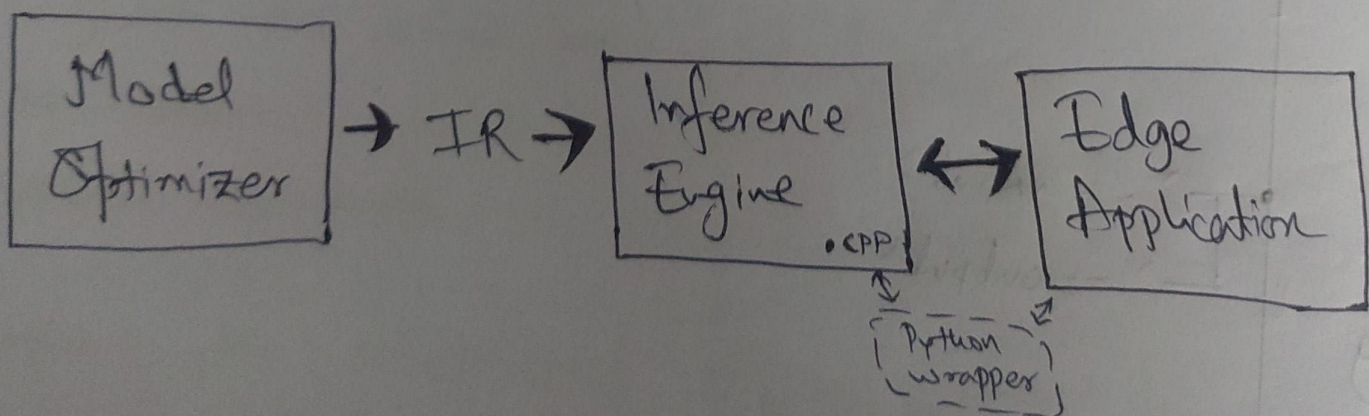 Model
Optimizer
IR
Inference
Engine
.CPP
Edge
Application
Python
wrapper